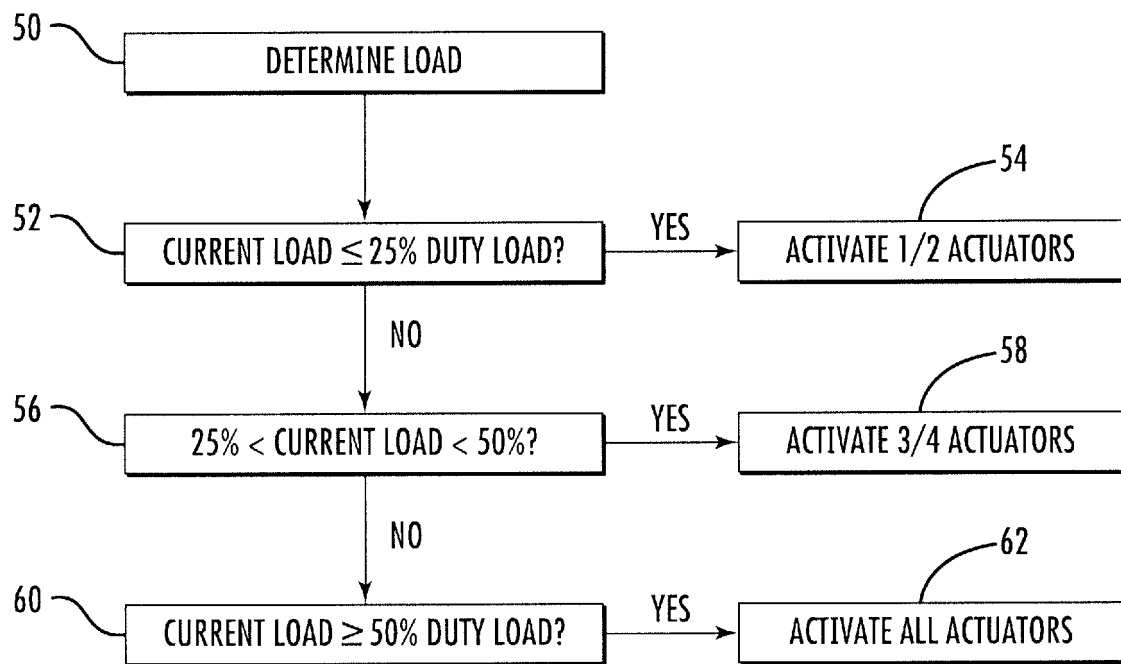 50
DETERMINE LOAD
54
52
CURRENT LOAD ≤ 25% DUTY LOAD?
YES
ACTIVATE 1/2 ACTUATORS
NO
58
56
25% < CURRENT LOAD < 50%?
YES
ACTIVATE 3/4 ACTUATORS
NO
62
60
CURRENT LOAD ≥ 50% DUTY LOAD?
YES
ACTIVATE ALL ACTUATORS